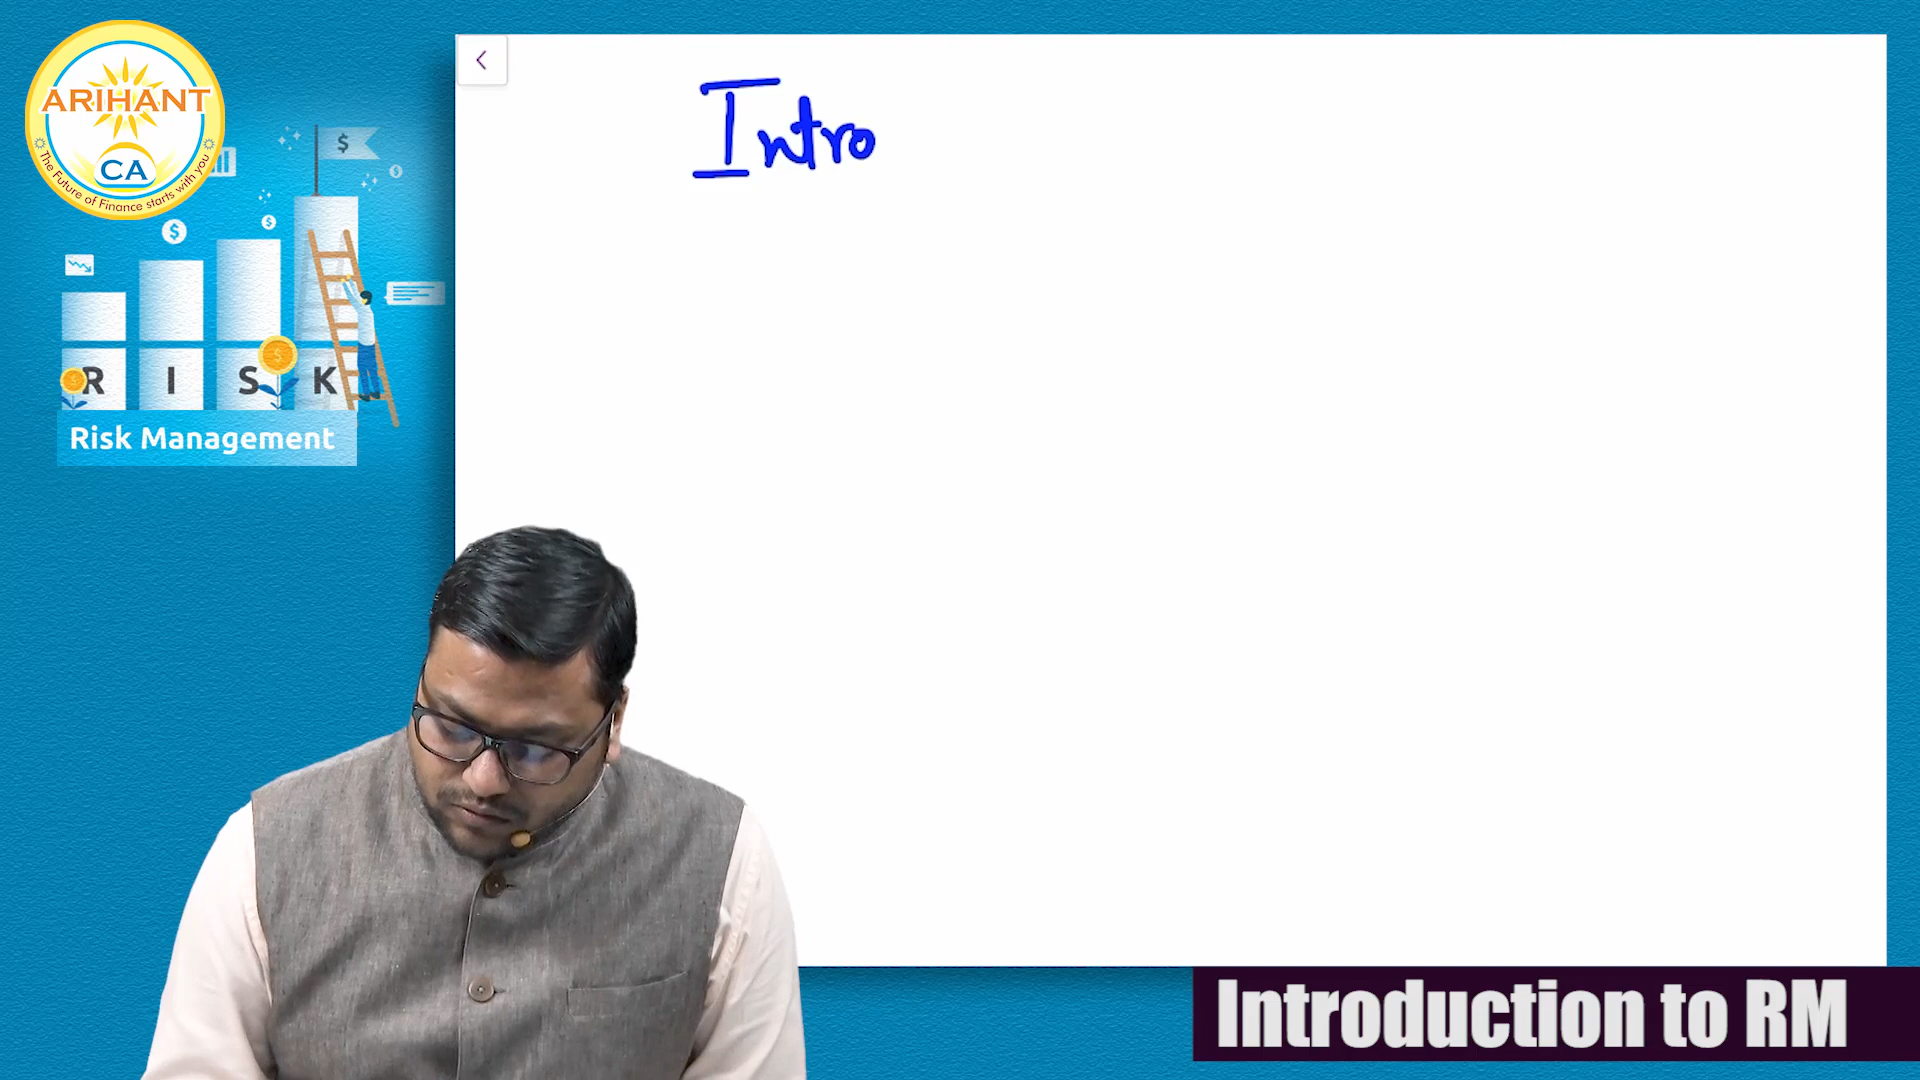 ARIHANT
CA
The Future of Finance starts with you
$
$
$
$
R I S K
$
$
Risk Management
Intro
Introduction to RM